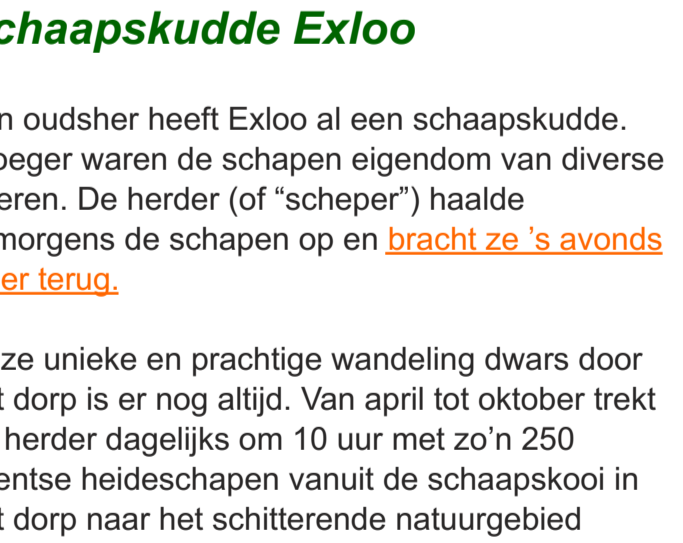 chaapskudde Exloo
n oudsher heeft Exloo al een schaapskudde.
oeger waren de schapen eigendom van diverse
eren. De herder (of “scheper”) haalde
morgens de schapen op en bracht ze ’s avonds
er terug.
ze unieke en prachtige wandeling dwars door
t dorp is er nog altijd. Van april tot oktober trekt
herder dagelijks om 10 uur met zo’n 250
entse heideschapen vanuit de schaapskooi in
t dorp naar het schitterende natuurgebied